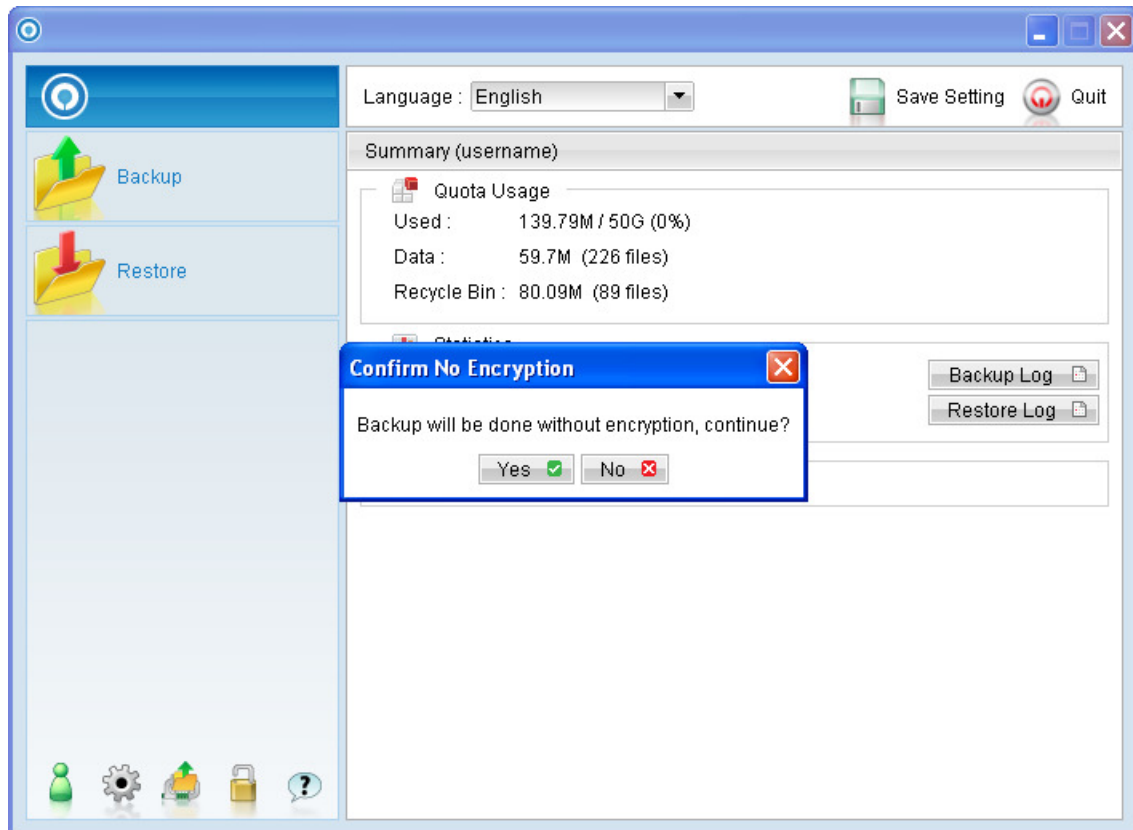 Language : English
Save Setting
Quit
Backup
Restore
Summary (username)
Quota Usage
Used : 139.79M / 50G (0%)
Data : 59.7M (226 files)
Recycle Bin : 80.09M (89 files)
Statistics
Backup Log
Restore Log
Confirm No Encryption
Backup will be done without encryption, continue?
Yes
No